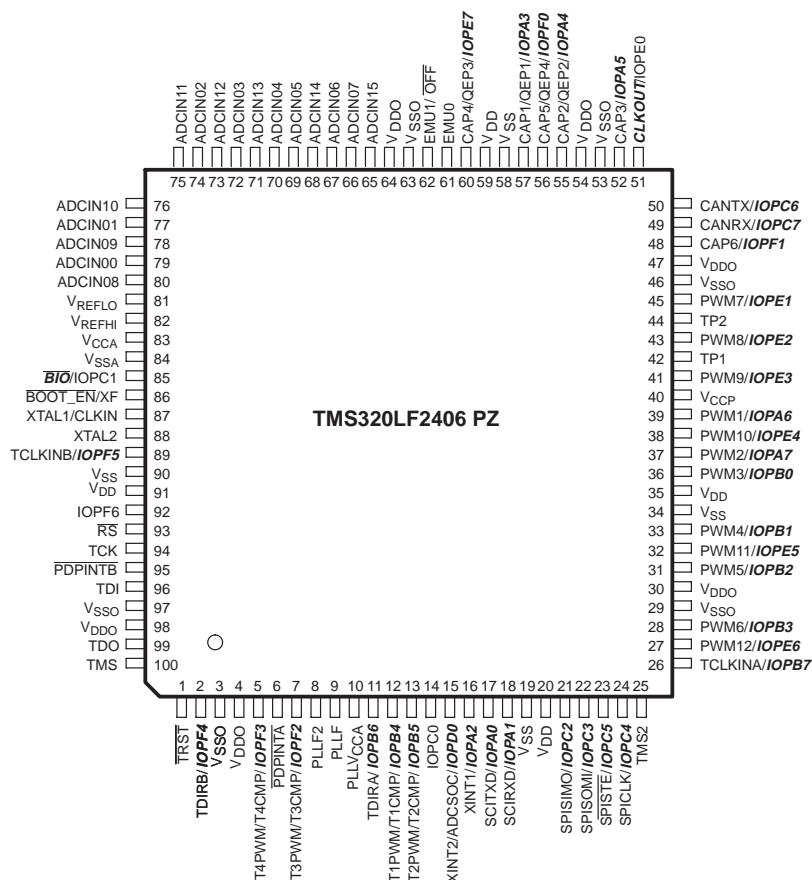 ADCIN11
ADCIN02
ADCIN12
ADCIN03
ADCIN13
ADCIN04
ADCIN05
ADCIN14
ADCIN06
ADCIN07
ADCIN15
VDDO
VSSO
EMU1/ OFF
EMU0
CAP4/QEP3/IOPE7
VDD
VSS
CAP1/QEP1/IOPA3
CAP5/QEP4/IOPF0
CAP2/QEP2/IOPA4
VDDO
VSSO
CAP3/IOPA5
CLKOUT/IOPE0
75 74 73 72 71 70 69 68 67 66 65 64 63 62 61 60 59 58 57 56 55 54 53 52 51
ADCIN10 76
ADCIN01 77
ADCIN09 78
ADCIN00 79
ADCIN08 80
VREFLO 81
VREFHI 82
VCCA 83
VSSA 84
BIO/IOPC1 85
BOOT_EN/XF 86
XTAL1/CLKIN 87
XTAL2 88
TCLKINB/IOPF5 89
VSS 90
VDD 91
IOPF6 92
RS 93
TCK 94
PDPINTB 95
TDI 96
VSSO 97
VDDO 98
TDO 99
TMS 100
TMS320LF2406 PZ
50 CANTX/IOPC6
49 CANRX/IOPC7
48 CAP6/IOPF1
47 VDDO
46 VSSO
45 PWM7/IOPE1
44 TP2
43 PWM8/IOPE2
42 TP1
41 PWM9/IOPE3
40 VCCP
39 PWM1/IOPA6
38 PWM10/IOPE4
37 PWM2/IOPA7
36 PWM3/IOPB0
35 VDD
34 VSS
33 PWM4/IOPB1
32 PWM11/IOPE5
31 PWM5/IOPB2
30 VDDO
29 VSSO
28 PWM6/IOPB3
27 PWM12/IOPE6
26 TCLKINA/IOPB7
1 2 3 4 5 6 7 8 9 10 11 12 13 14 15 16 17 18 19 20 21 22 23 24 25
TRST
TDIRB/IOPF4
VSSO
VDDO
T4PWM/T4CMP/IOPF3
PDPINTA
T3PWM/T3CMP/IOPF2
PLLF2
PLLF
PLLVCCA
TDIRA/IOPB6
T1PWM/T1CMP/IOPB4
T2PWM/T2CMP/IOPB5
IOPC0
XINT2/ADCSOC/IOPD0
XINT1/IOPA2
SCITXD/IOPA0
SCIRXD/IOPA1
VSS
VDD
SPISIMO/IOPC2
SPISOMI/IOPC3
SPISTE/IOPC5
SPICLK/IOPC4
TMS2